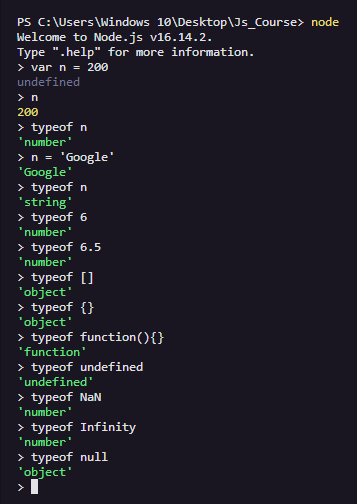 PS C:\Users\Windows 10\Desktop\Js_Course> node
Welcome to Node.js v16.14.2.
Type ".help" for more information.
> var n = 200
undefined
> n
200
> typeof n
'number'
> n = 'Google'
'Google'
> typeof n
'string'
> typeof 6
'number'
> typeof 6.5
'number'
> typeof []
'object'
> typeof {}
'object'
> typeof function(){}
'function'
> typeof undefined
'undefined'
> typeof NaN
'number'
> typeof Infinity
'number'
> typeof null
'object'
>